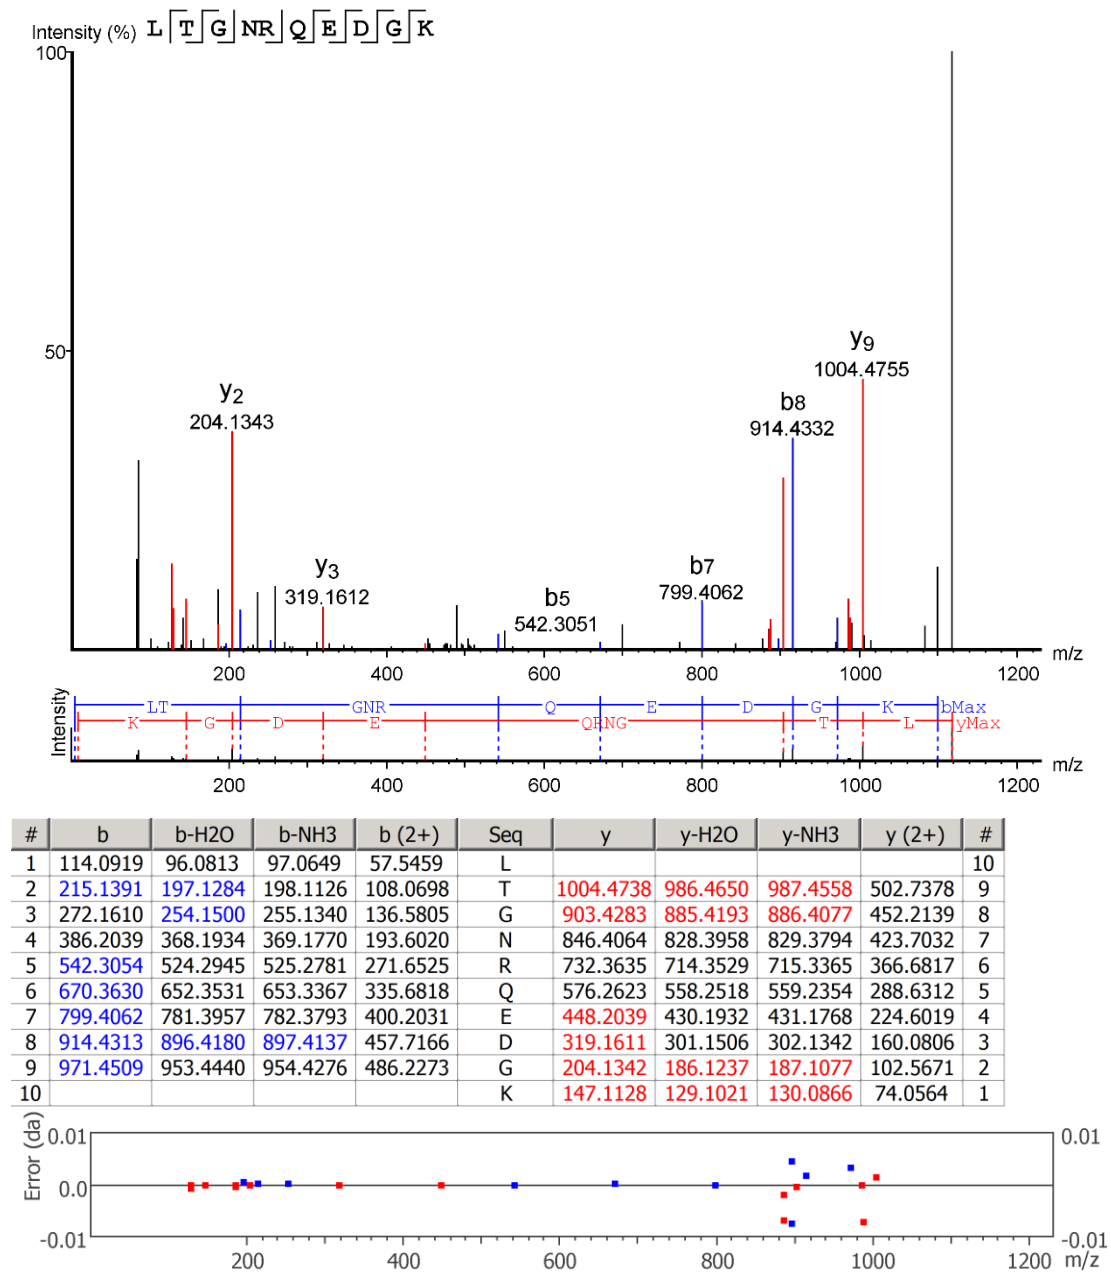 Intensity (%) L T G N R Q E D G K
100
50
y9
1004.4755
y2
204.1343
b8
914.4332
y3
319.1612
b7
799.4062
b5
542.3051
200 400 600 800 1000 1200 m/z
Intensity
LT GNR Q E D G K bMax
K G D E QRNG T L yMax
200 400 600 800 1000 1200 m/z
# b b-H2O b-NH3 b (2+) Seq y y-H2O y-NH3 y (2+) #
1 114.0919 96.0813 97.0649 57.5459 L 10
2 215.1391 197.1284 198.1126 108.0698 T 1004.4738 986.4650 987.4558 502.7378 9
3 272.1610 254.1500 255.1340 136.5805 G 903.4283 885.4193 886.4077 452.2139 8
4 386.2039 368.1934 369.1770 193.6020 N 846.4064 828.3958 829.3794 423.7032 7
5 542.3054 524.2945 525.2781 271.6525 R 732.3635 714.3529 715.3365 366.6817 6
6 670.3630 652.3531 653.3367 335.6818 Q 576.2623 558.2518 559.2354 288.6312 5
7 799.4062 781.3957 782.3793 400.2031 E 448.2039 430.1932 431.1768 224.6019 4
8 914.4313 896.4180 897.4137 457.7166 D 319.1611 301.1506 302.1342 160.0806 3
9 971.4509 953.4440 954.4276 486.2273 G 204.1342 186.1237 187.1077 102.5671 2
10 K 147.1128 129.1021 130.0866 74.0564 1
Error (da)
0.01 0.01
0.0
-0.01 -0.01
200 400 600 800 1000 1200 m/z